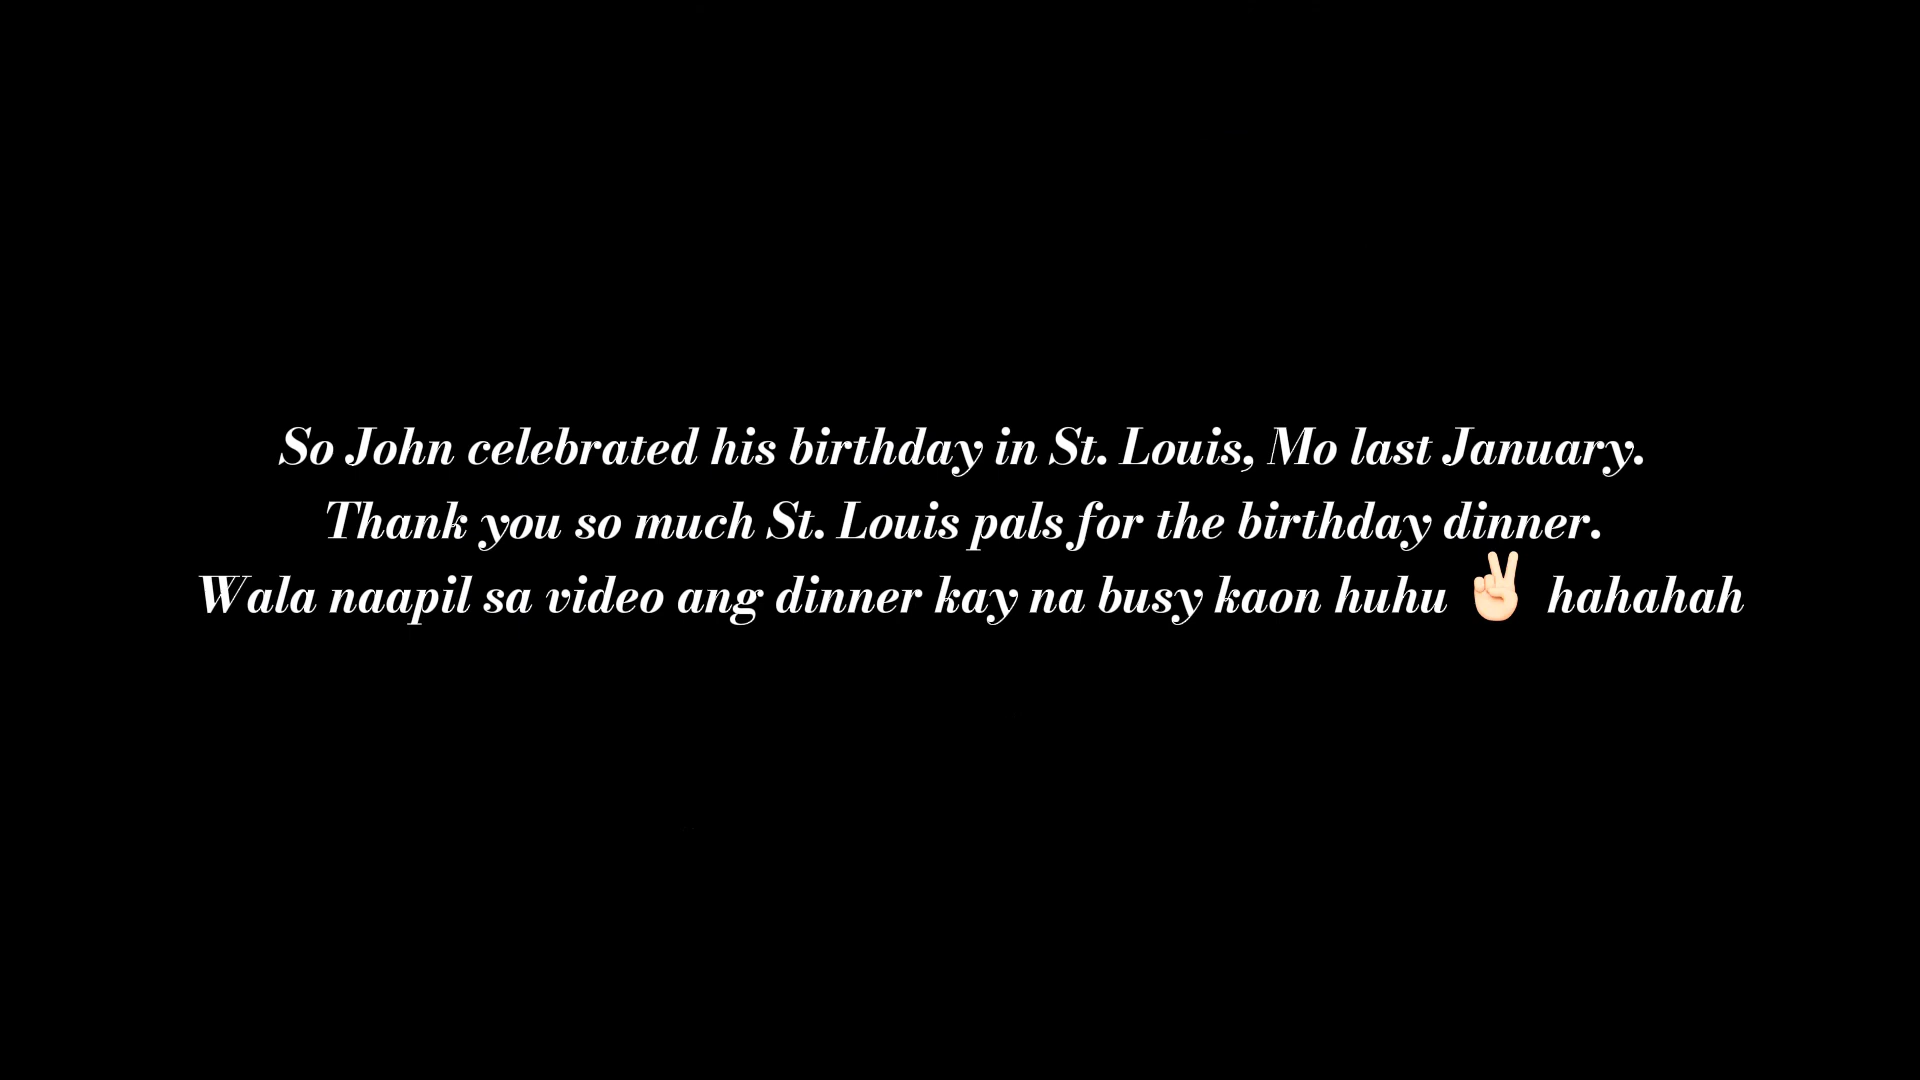 So John celebrated his birthday in St. Louis, Mo last January.
Thank you so much St. Louis pals for the birthday dinner.
Wala naapil sa video ang dinner kay na busy kaon huhu ✌🏻 hahahah